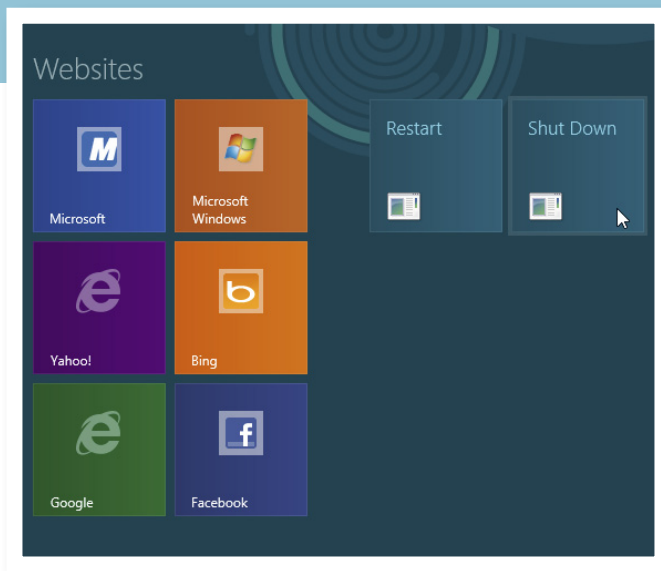 Websites
Microsoft
Microsoft
Windows
Restart
Shut Down
Yahoo!
Bing
Google
Facebook